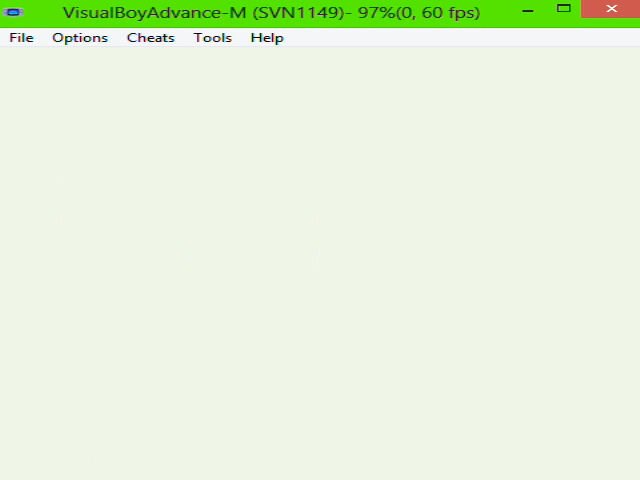 VisualBoyAdvance-M (SVN1149)- 97%(0, 60 fps)
File Options Cheats Tools Help